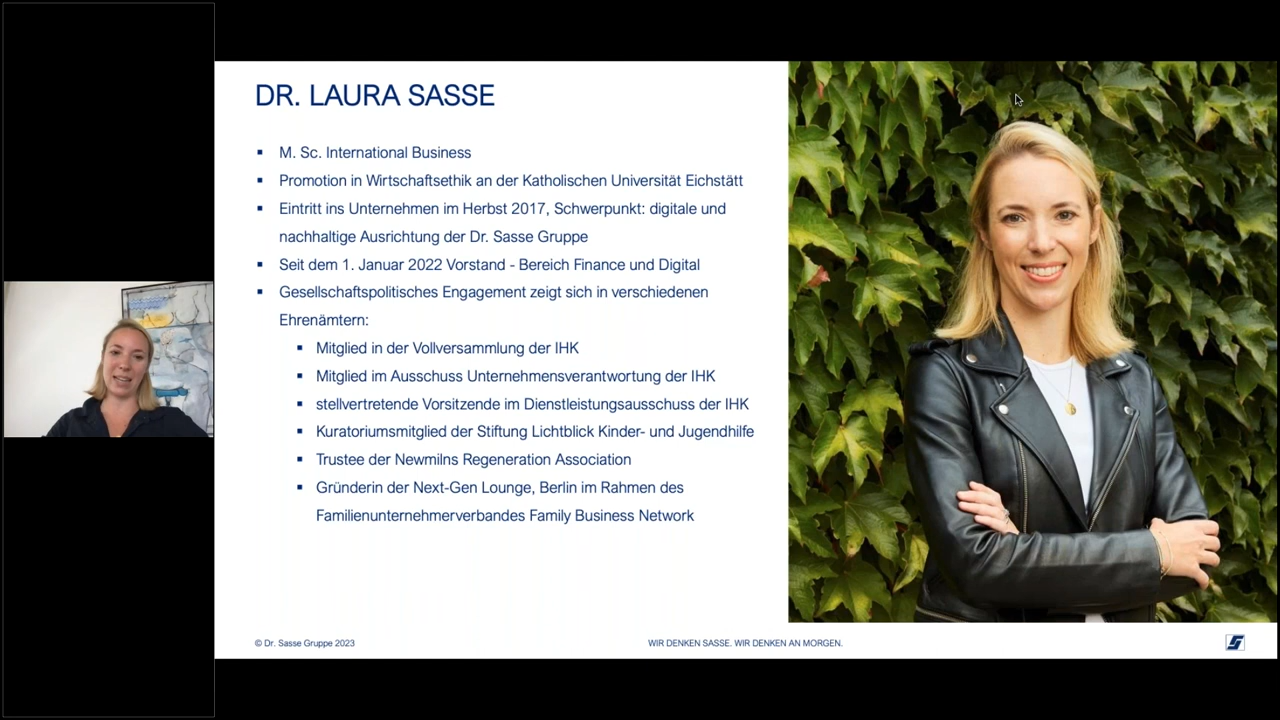 DR. LAURA SASSE
▪ M. Sc. International Business
▪ Promotion in Wirtschaftsethik an der Katholischen Universität Eichstätt
▪ Eintritt ins Unternehmen im Herbst 2017, Schwerpunkt: digitale und
nachhaltige Ausrichtung der Dr. Sasse Gruppe
▪ Seit dem 1. Januar 2022 Vorstand - Bereich Finance und Digital
▪ Gesellschaftspolitisches Engagement zeigt sich in verschiedenen
Ehrenämtern:
▪ Mitglied in der Vollversammlung der IHK
▪ Mitglied im Ausschuss Unternehmensverantwortung der IHK
▪ stellvertretende Vorsitzende im Dienstleistungsausschuss der IHK
▪ Kuratoriumsmitglied der Stiftung Lichtblick Kinder- und Jugendhilfe
▪ Trustee der Newmilns Regeneration Association
▪ Gründerin der Next-Gen Lounge, Berlin im Rahmen des
Familienunternehmerverbandes Family Business Network
© Dr. Sasse Gruppe 2023
WIR DENKEN SASSE. WIR DENKEN AN MORGEN.